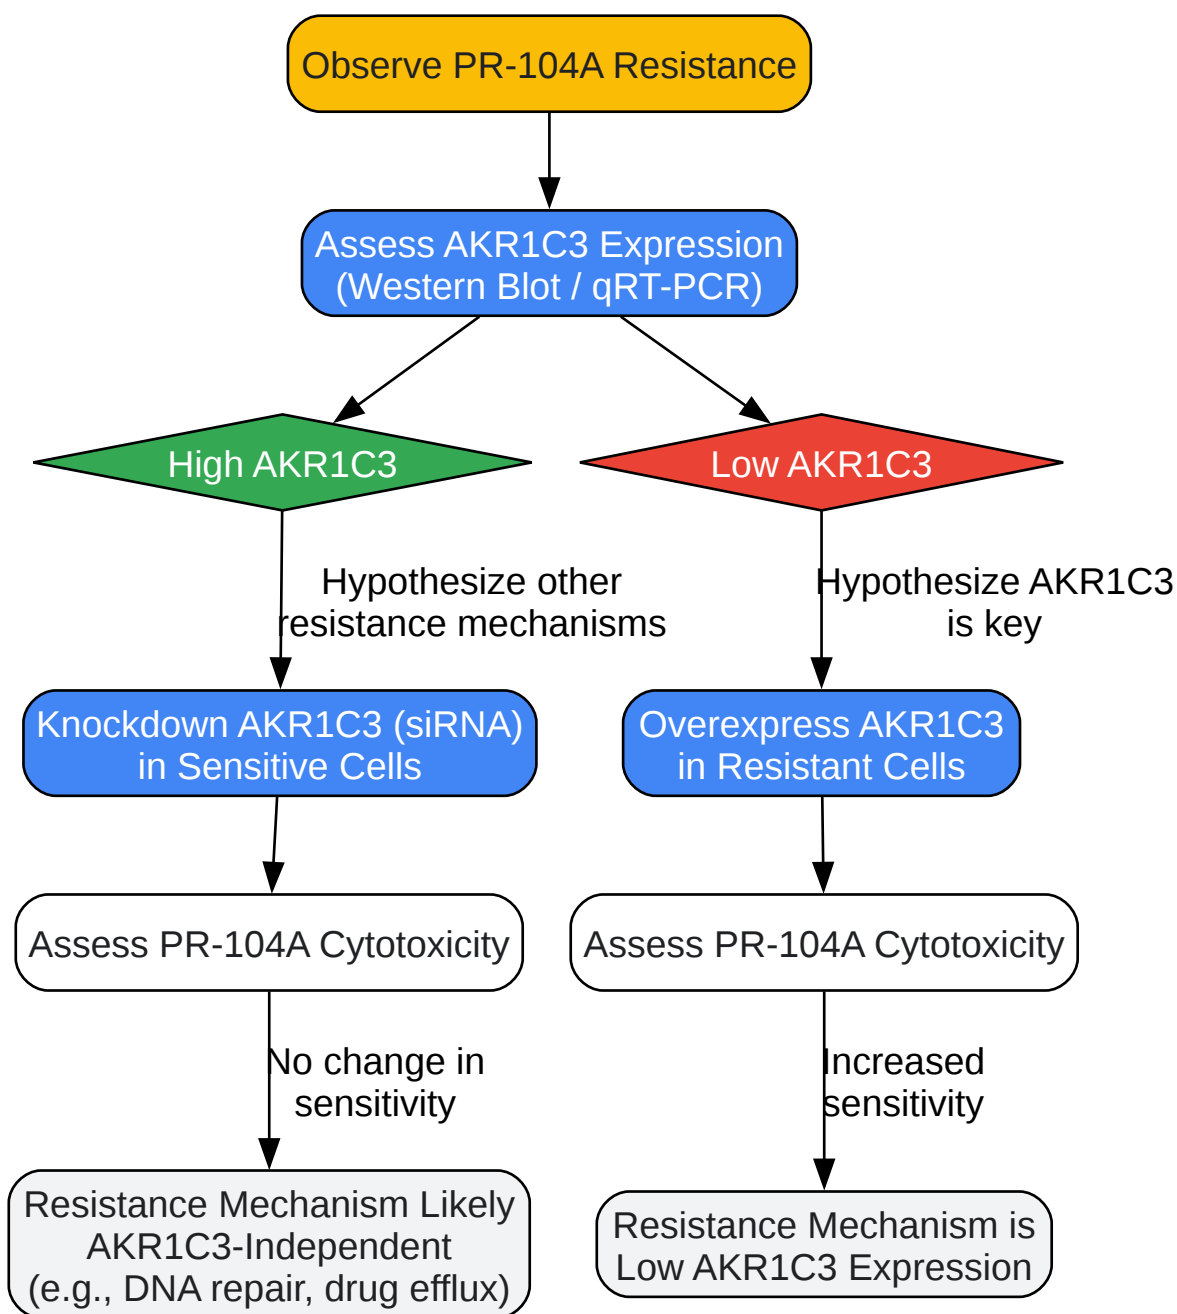 Observe PR-104A Resistance
Assess AKR1C3 Expression
(Western Blot / qRT-PCR)
High AKR1C3
Low AKR1C3
Hypothesize other
resistance mechanisms
Hypothesize AKR1C3
is key
Knockdown AKR1C3 (siRNA)
in Sensitive Cells
Overexpress AKR1C3
in Resistant Cells
Assess PR-104A Cytotoxicity
Assess PR-104A Cytotoxicity
No change in
sensitivity
Increased
sensitivity
Resistance Mechanism Likely
AKR1C3-Independent
(e.g., DNA repair, drug efflux)
Resistance Mechanism is
Low AKR1C3 Expression